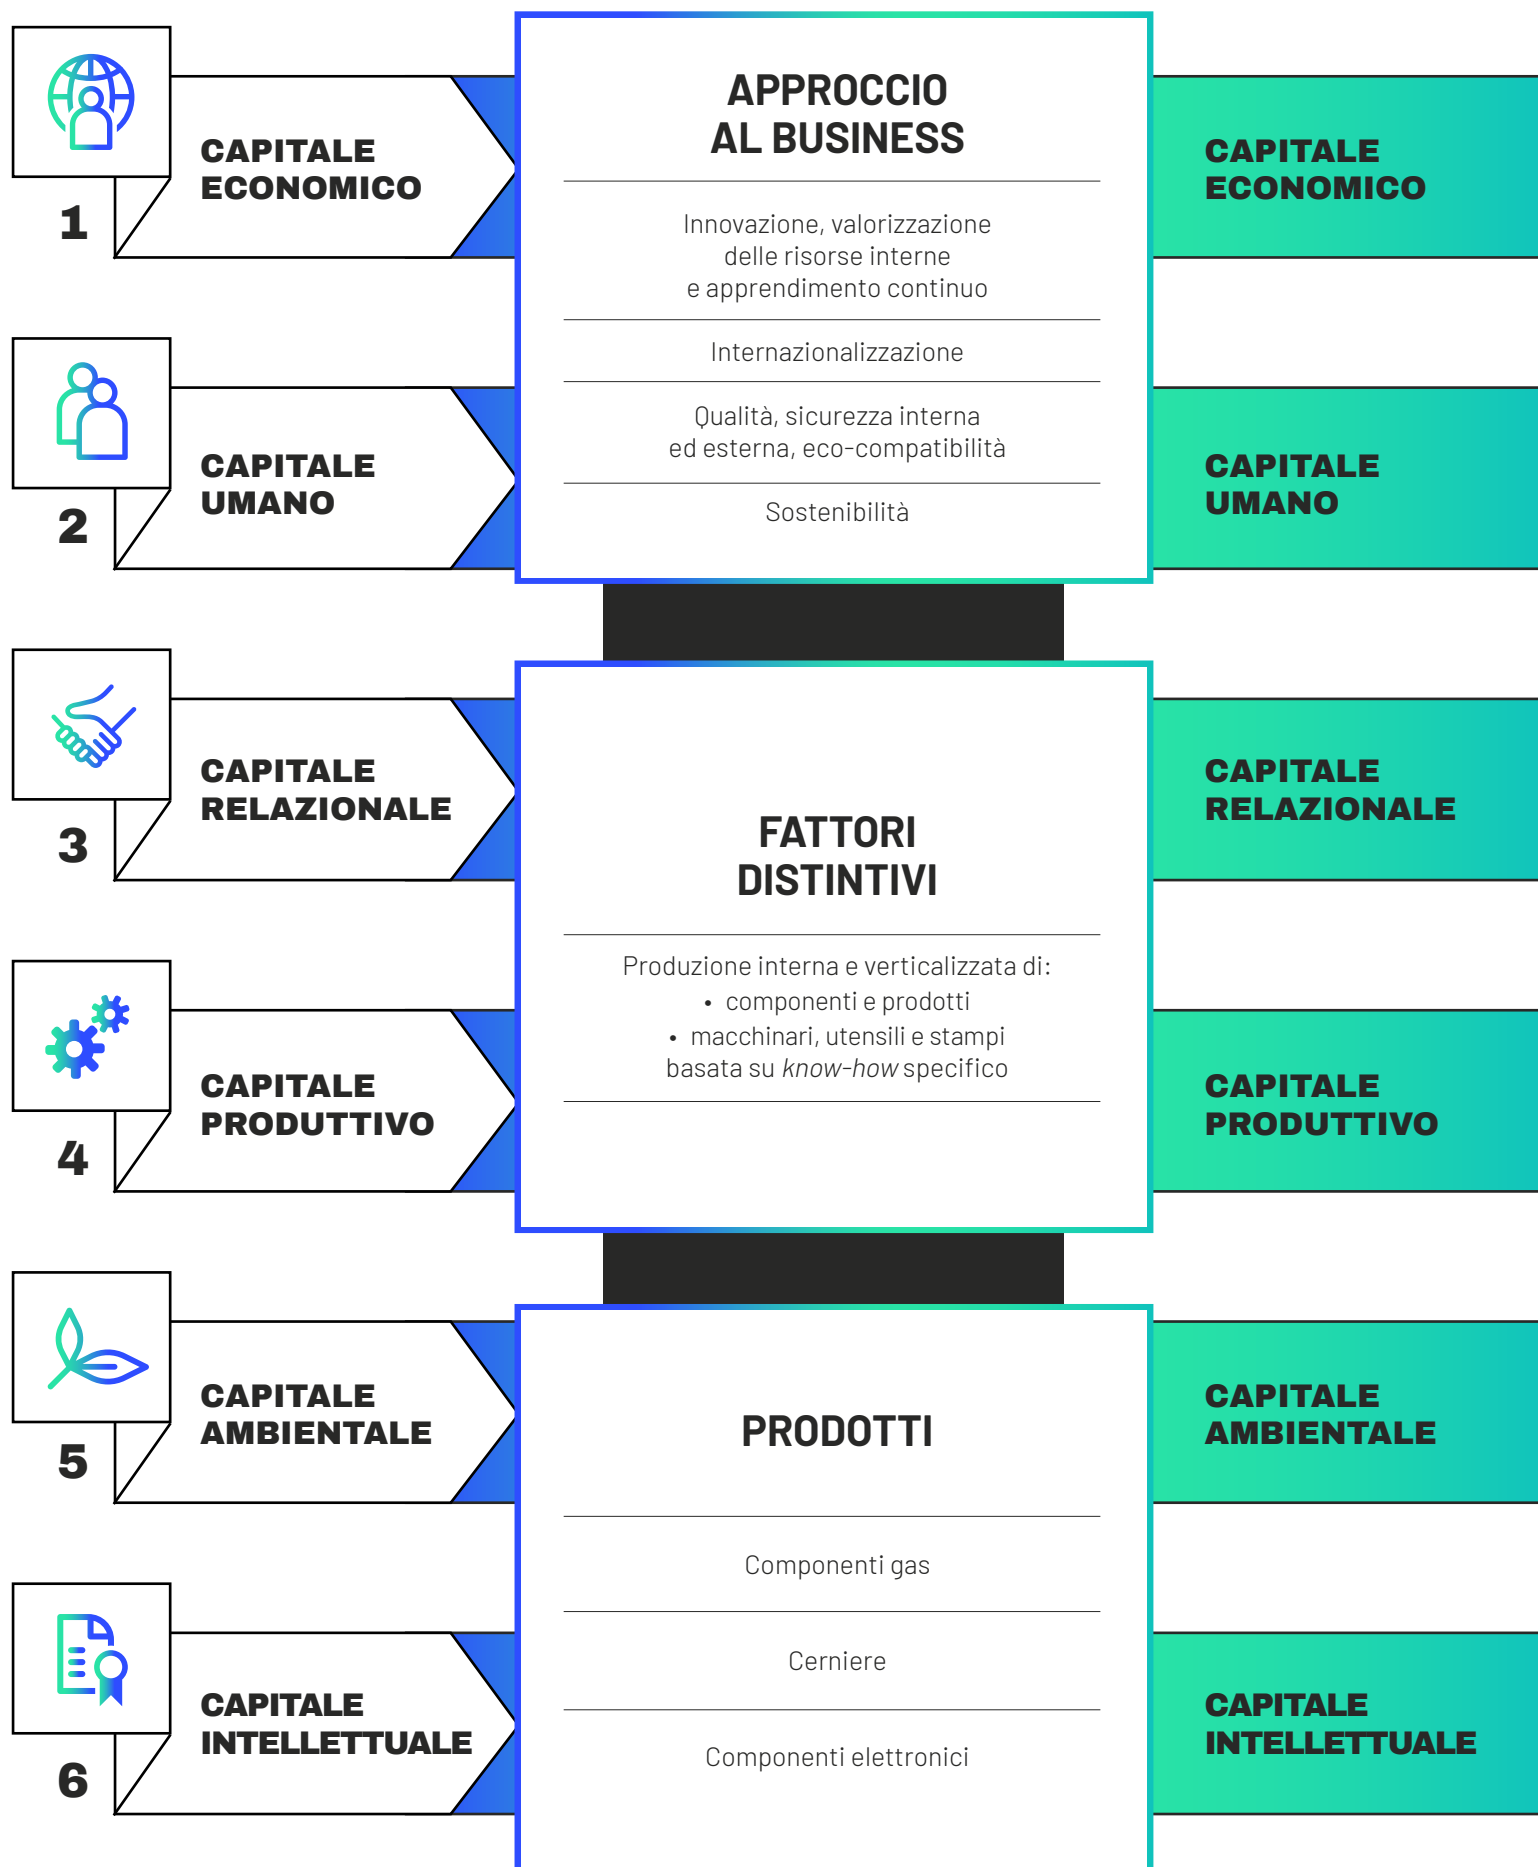 1
CAPITALE
ECONOMICO
2
CAPITALE
UMANO
3
CAPITALE
RELAZIONALE
4
CAPITALE
PRODUTTIVO
5
CAPITALE
AMBIENTALE
6
CAPITALE
INTELLETTUALE
APPROCCIO
AL BUSINESS
Innovazione, valorizzazione
delle risorse interne
e apprendimento continuo
Internazionalizzazione
Qualità, sicurezza interna
ed esterna, eco-compatibilità
Sostenibilità
FATTORI
DISTINTIVI
Produzione interna e verticalizzata di:
• componenti e prodotti
• macchinari, utensili e stampi
basata su know-how specifico
PRODOTTI
Componenti gas
Cerniere
Componenti elettronici
CAPITALE
ECONOMICO
CAPITALE
UMANO
CAPITALE
RELAZIONALE
CAPITALE
PRODUTTIVO
CAPITALE
AMBIENTALE
CAPITALE
INTELLETTUALE